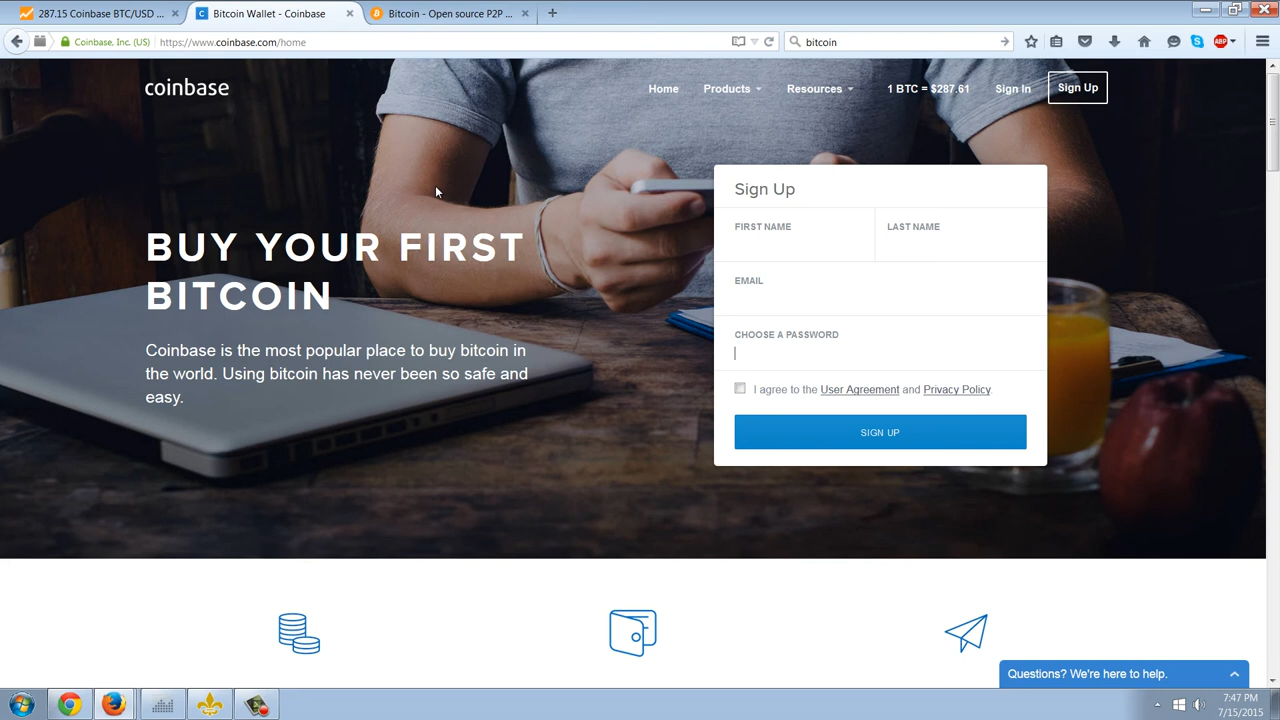 287.15 Coinbase BTC/USD ...
Bitcoin Wallet - Coinbase
Bitcoin - Open source P2P ...
Coinbase, Inc. (US)
https://www.coinbase.com/home
bitcoin
ABP
coinbase
Home
Products
Resources
1 BTC = $287.61
Sign In
Sign Up
BUY YOUR FIRST
BITCOIN
Coinbase is the most popular place to buy bitcoin in
the world. Using bitcoin has never been so safe and
easy.
Sign Up
FIRST NAME
LAST NAME
EMAIL
CHOOSE A PASSWORD
I agree to the User Agreement and Privacy Policy.
SIGN UP
Questions? We're here to help.
7:47 PM
7/15/2015